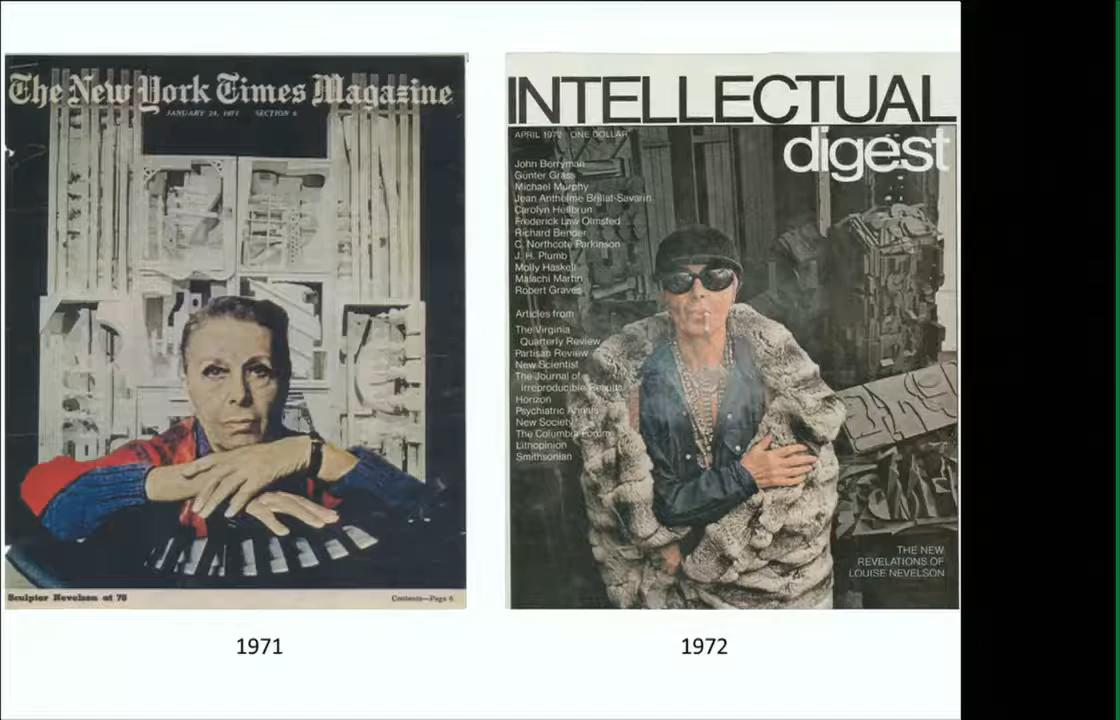 The New York Times Magazine
JANUARY 24, 1971 SECTION 6
Sculptor Nevelson at 70
Contents—Page 6
1971
INTELLECTUAL
digest
APRIL 1972 ONE DOLLAR
John Berryman
Günter Grass
Michael Murphy
Jean Anthelme Brillat-Savarin
Carolyn Heilbrun
Frederick Law Olmsted
Richard Bender
C. Northcote Parkinson
J. H. Plumb
Molly Haskell
Malachi Martin
Robert Graves
Articles from
The Virginia
Quarterly Review
Partisan Review
New Scientist
The Journal of
Irreproducible Results
Horizon
Psychiatric Annals
New Society
The Columbia Forum
Lithopinion
Smithsonian
THE NEW
REVELATIONS OF
LOUISE NEVELSON
1972